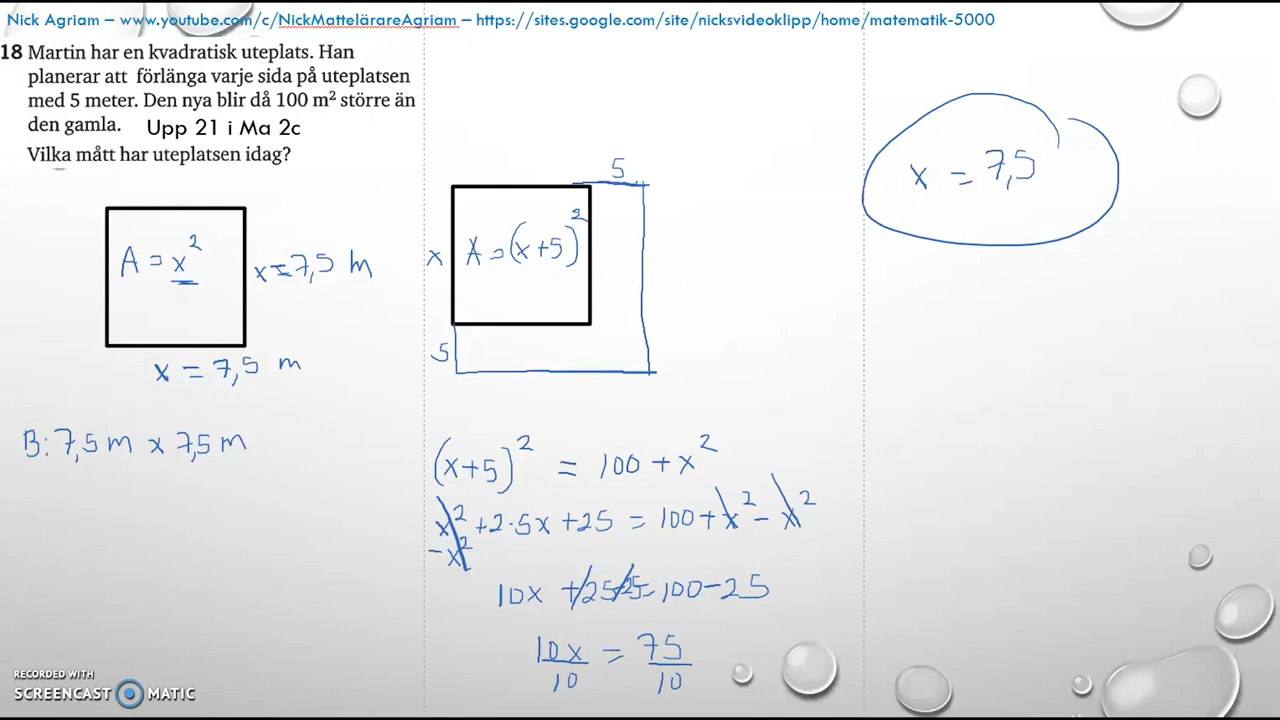 Nick Agriam – www.youtube.com/c/NickMattelärareAgriam – https://sites.google.com/site/nicksvideoklipp/home/matematik-5000
18 Martin har en kvadratisk uteplats. Han
planerar att förlänga varje sida på uteplatsen
med 5 meter. Den nya blir då 100 m² större än
den gamla. Upp 21 i Ma 2c
Vilka mått har uteplatsen idag?
A = x²
x = 7,5 m
x = 7,5 m
B: 7,5 m x 7,5 m
5
x
A = (x+5)²
5
(x+5)² = 100 + x²
x² + 2·5x + 25 = 100 + x² - x²
- x²
10x + 25 - 25 = 100 - 25
10x = 75
10 10
x = 7,5
RECORDED WITH
SCREENCAST MATIC